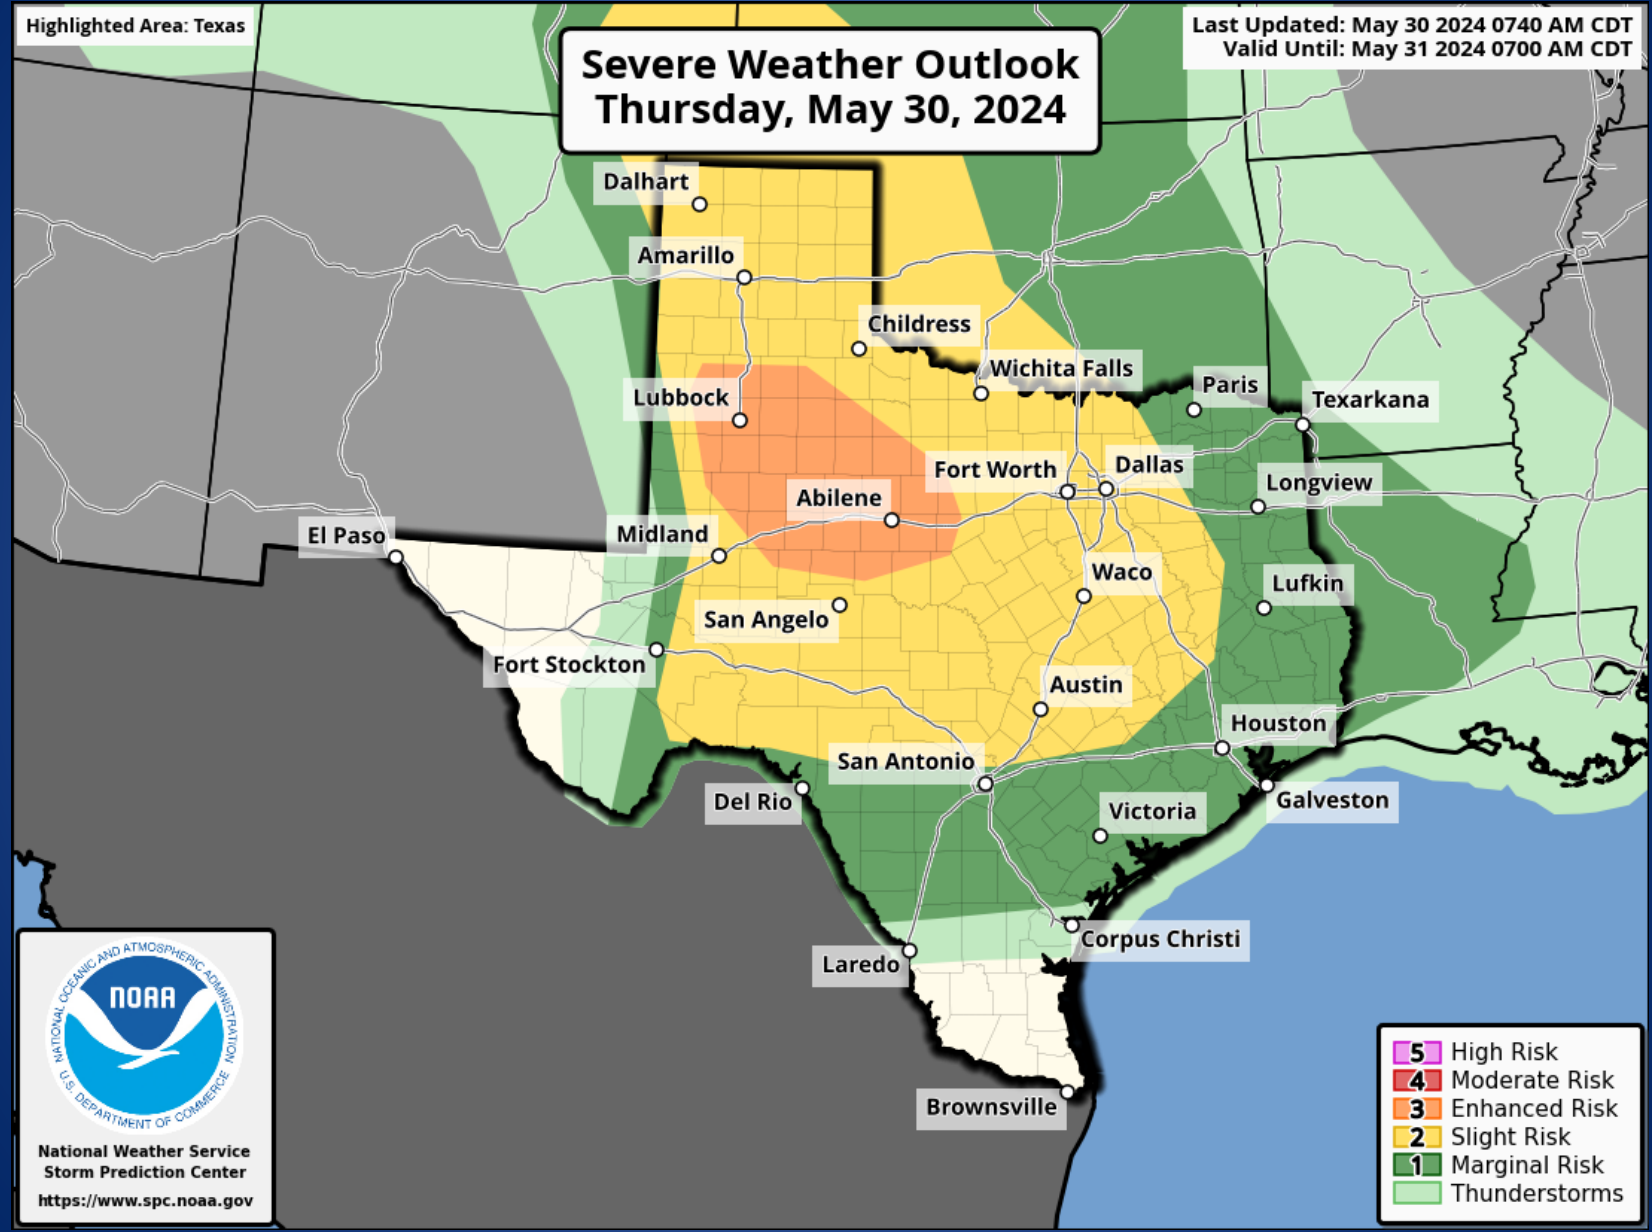 Highlighted Area: Texas
Severe Weather Outlook
Thursday, May 30, 2024
Last Updated: May 30 2024 0740 AM CDT
Valid Until: May 31 2024 0700 AM CDT
Dalhart
Amarillo
Childress
Wichita Falls
Paris
Lubbock
Texarkana
Fort Worth
Dallas
Longview
Abilene
El Paso
Midland
Waco
Lufkin
San Angelo
Fort Stockton
Austin
Houston
San Antonio
Del Rio
Galveston
Victoria
Corpus Christi
Laredo
Brownsville
NATIONAL OCEANIC AND ATMOSPHERIC ADMINISTRATION
NOAA
U.S. DEPARTMENT OF COMMERCE
National Weather Service
Storm Prediction Center
https://www.spc.noaa.gov
5 High Risk
4 Moderate Risk
3 Enhanced Risk
2 Slight Risk
1 Marginal Risk
Thunderstorms